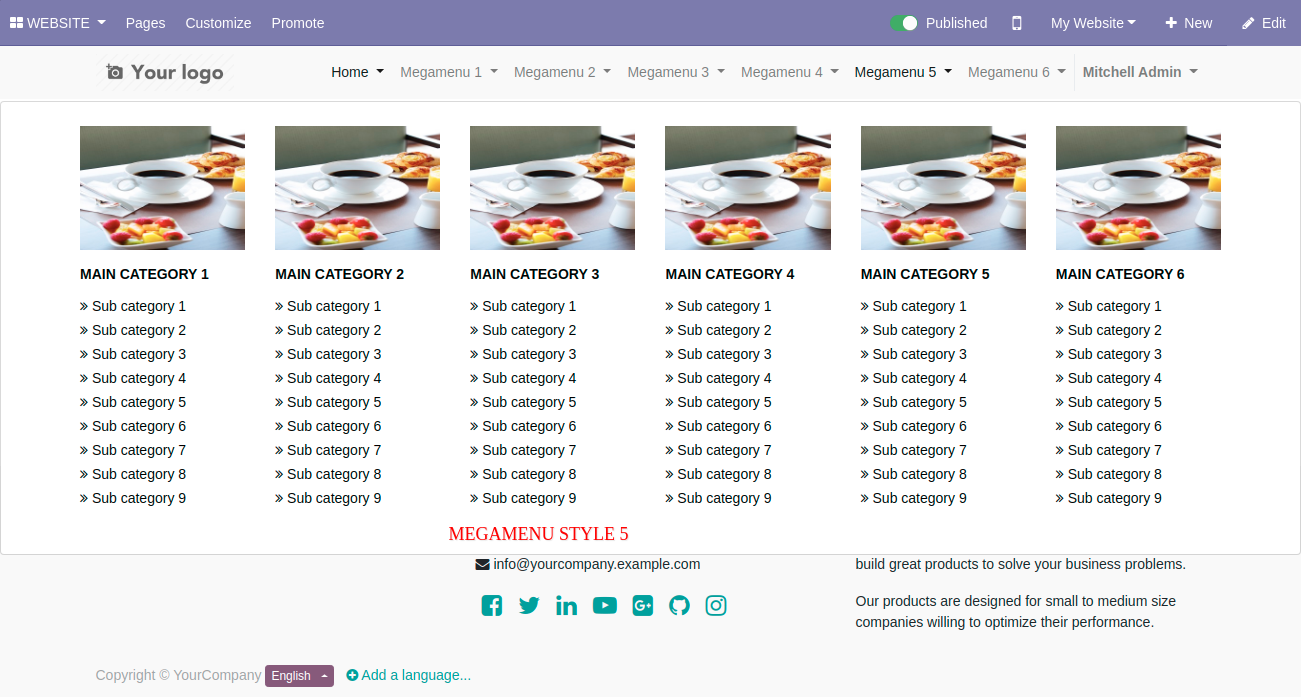 WEBSITE Pages Customize Promote Published My Website New Edit
Your logo Home Megamenu 1 Megamenu 2 Megamenu 3 Megamenu 4 Megamenu 5 Megamenu 6 Mitchell Admin
MAIN CATEGORY 1 MAIN CATEGORY 2 MAIN CATEGORY 3 MAIN CATEGORY 4 MAIN CATEGORY 5 MAIN CATEGORY 6
» Sub category 1 » Sub category 1 » Sub category 1 » Sub category 1 » Sub category 1 » Sub category 1
» Sub category 2 » Sub category 2 » Sub category 2 » Sub category 2 » Sub category 2 » Sub category 2
» Sub category 3 » Sub category 3 » Sub category 3 » Sub category 3 » Sub category 3 » Sub category 3
» Sub category 4 » Sub category 4 » Sub category 4 » Sub category 4 » Sub category 4 » Sub category 4
» Sub category 5 » Sub category 5 » Sub category 5 » Sub category 5 » Sub category 5 » Sub category 5
» Sub category 6 » Sub category 6 » Sub category 6 » Sub category 6 » Sub category 6 » Sub category 6
» Sub category 7 » Sub category 7 » Sub category 7 » Sub category 7 » Sub category 7 » Sub category 7
» Sub category 8 » Sub category 8 » Sub category 8 » Sub category 8 » Sub category 8 » Sub category 8
» Sub category 9 » Sub category 9 » Sub category 9 » Sub category 9 » Sub category 9 » Sub category 9
MEGAMENU STYLE 5
info@yourcompany.example.com
build great products to solve your business problems.
Our products are designed for small to medium size
companies willing to optimize their performance.
Copyright © YourCompany English Add a language...